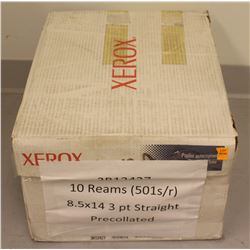 XEROX
XEROX
10 Reams (501s/r)
8.5x14 3 pt Straight
Precollated